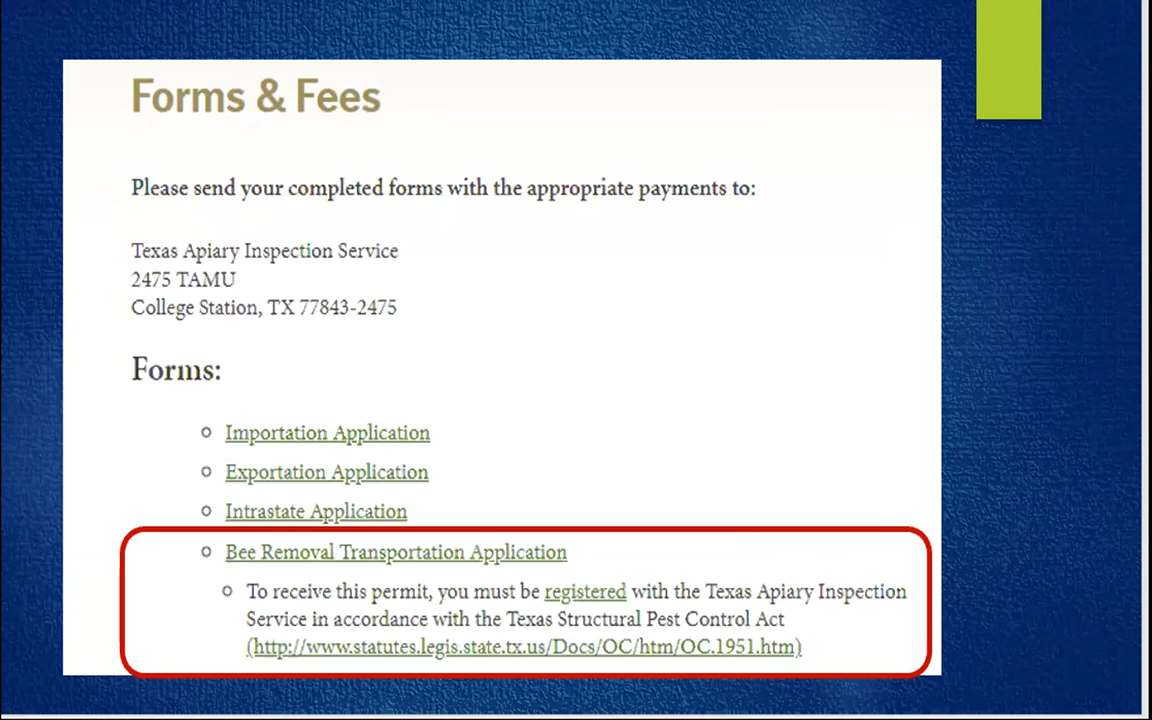 Forms & Fees
Please send your completed forms with the appropriate payments to:
Texas Apiary Inspection Service
2475 TAMU
College Station, TX 77843-2475
Forms:
Importation Application
Exportation Application
Intrastate Application
Bee Removal Transportation Application
To receive this permit, you must be registered with the Texas Apiary Inspection
Service in accordance with the Texas Structural Pest Control Act
(http://www.statutes.legis.state.tx.us/Docs/OC/htm/OC.1951.htm)